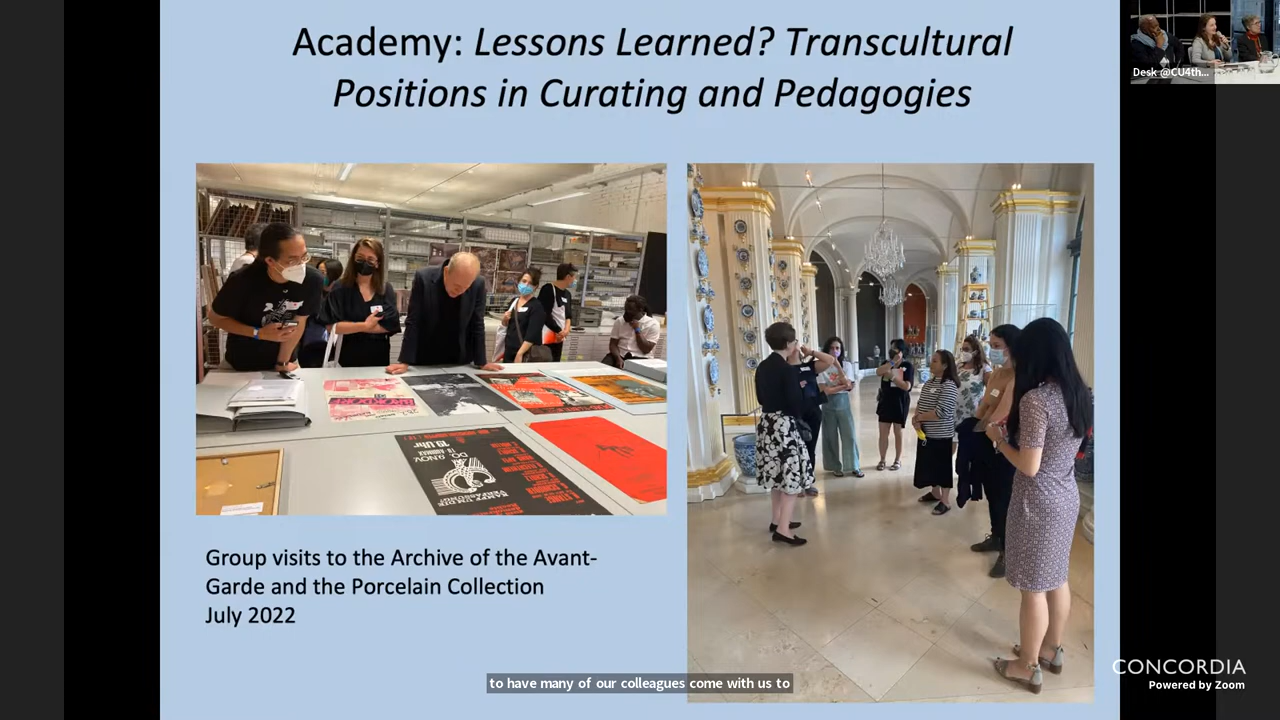 Academy: Lessons Learned? Transcultural
Positions in Curating and Pedagogies
Desk @CU4th...
Group visits to the Archive of the Avant-
Garde and the Porcelain Collection
July 2022
to have many of our colleagues come with us to
CONCORDIA
Powered by Zoom